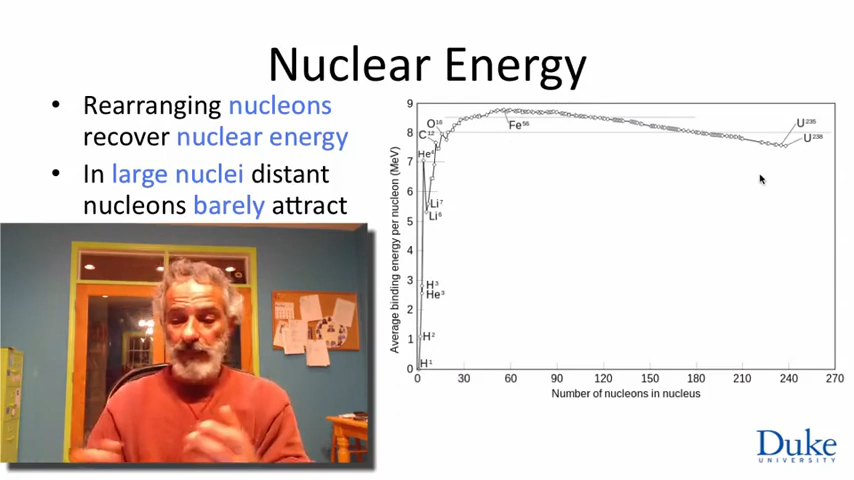 Nuclear Energy
• Rearranging nucleons
recover nuclear energy
• In large nuclei distant
nucleons barely attract
Average binding energy per nucleon (MeV)
9
8
7
6
5
4
3
2
1
0
O¹⁶
C¹²
He⁴
Li⁷
Li⁶
H³
He³
H²
H¹
Fe⁵⁶
U²³⁵
U²³⁸
0 30 60 90 120 150 180 210 240 270
Number of nucleons in nucleus
Duke
UNIVERSITY